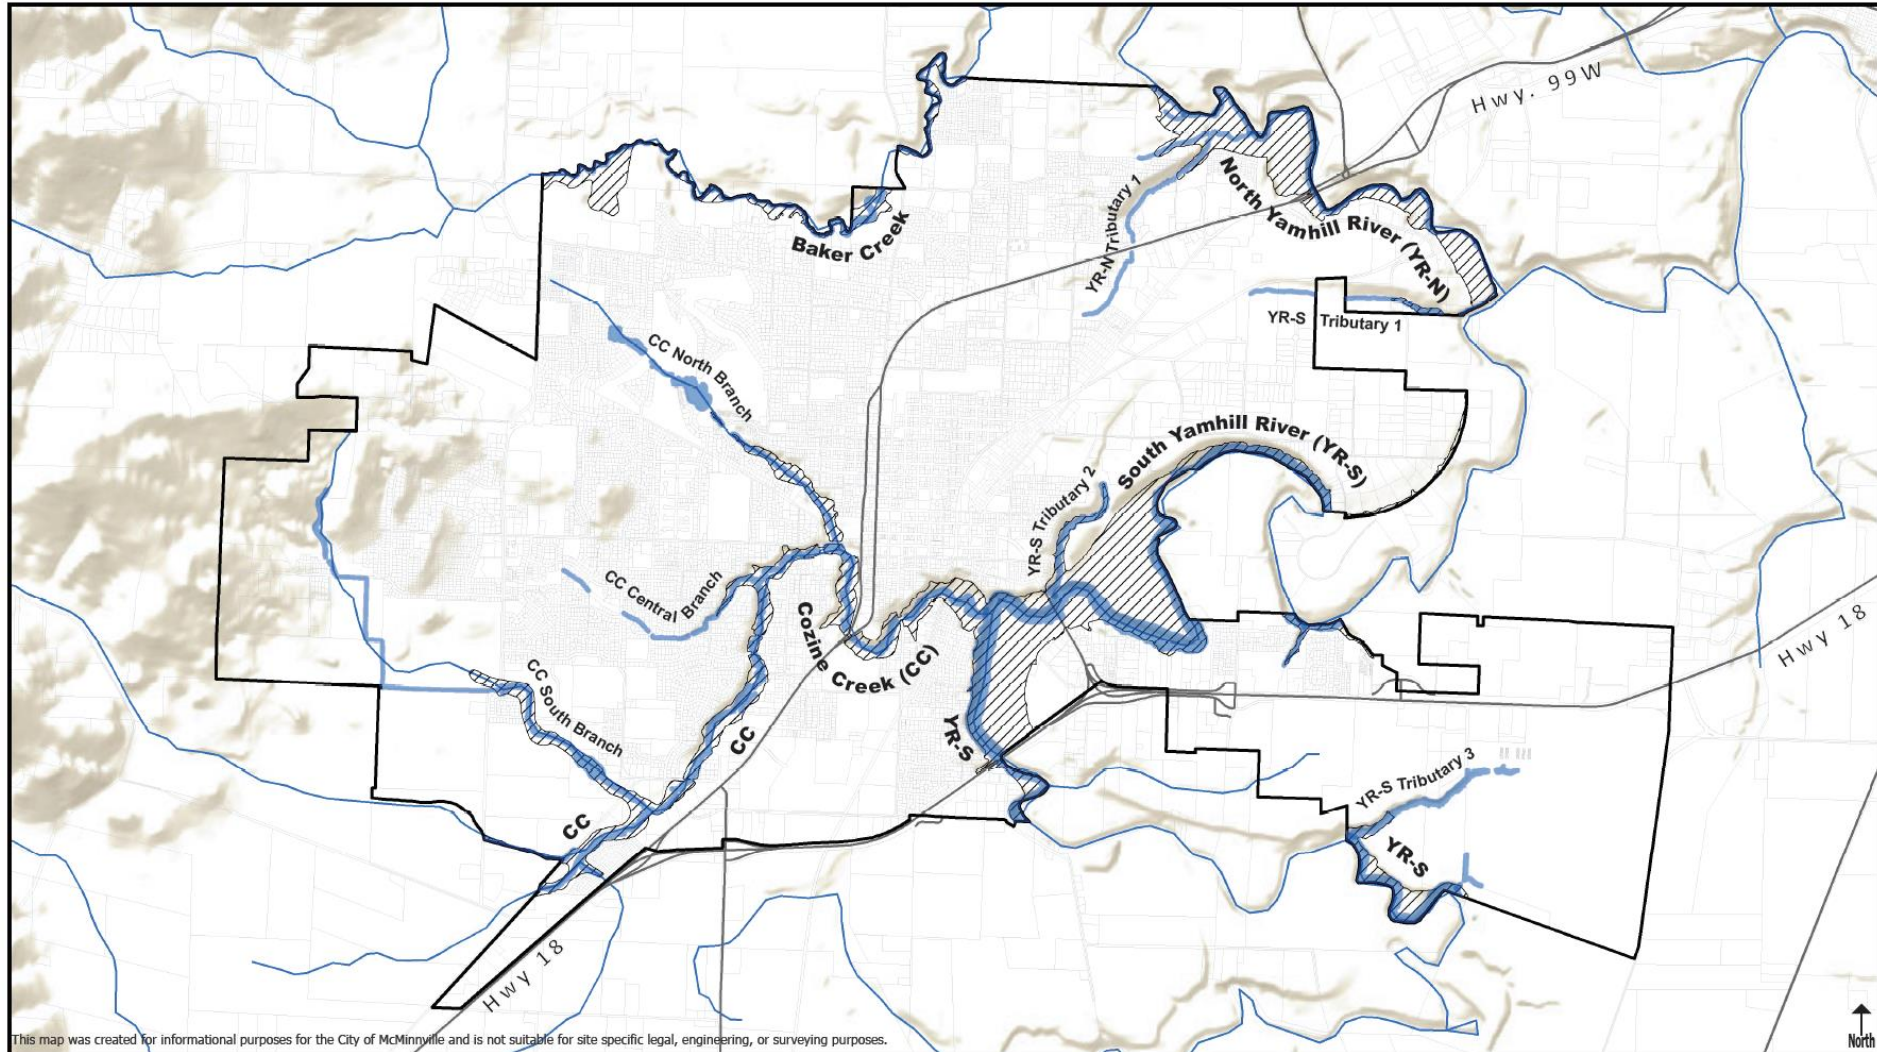 Hwy. 99W
North Yamhill River (YR-N)
YR-N Tributary 1
Baker Creek
YR-S Tributary 1
CC North Branch
South Yamhill River (YR-S)
YR-S Tributary 2
CC Central Branch
Cozine Creek (CC)
Hwy 18
CC South Branch
CC
YR-S
YR-S Tributary 3
CC
YR-S
Hwy 18
This map was created for informational purposes for the City of McMinnville and is not suitable for site specific legal, engineering, or surveying purposes.
North